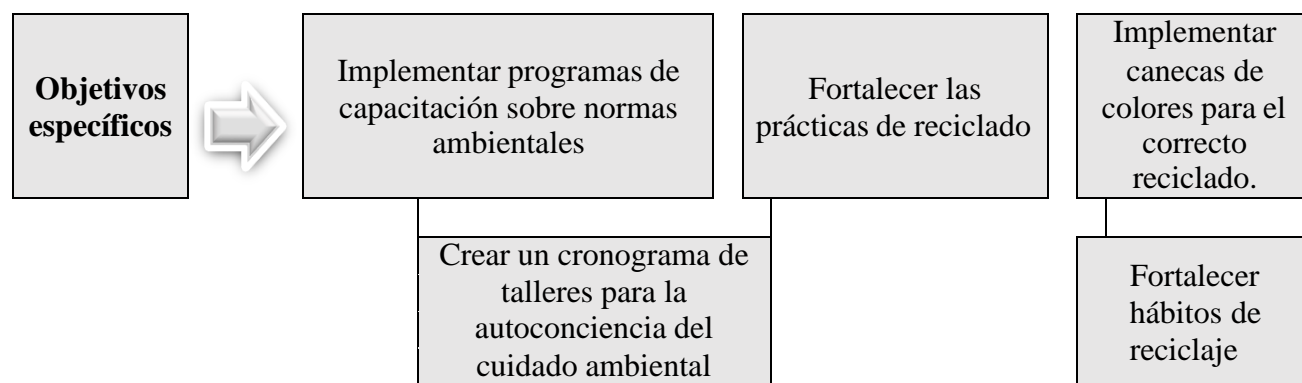 Objetivos
específicos
Implementar programas de
capacitación sobre normas
ambientales
Fortalecer las
prácticas de reciclado
Implementar
canecas de
colores para el
correcto
reciclado.
Crear un cronograma de
talleres para la
autoconciencia del
cuidado ambiental
Fortalecer
hábitos de
reciclaje